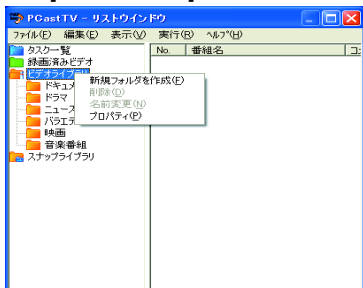 PCastTV - リストウインドウ
ファイル(F) 編集(E) 表示(V) 実行(R) ヘルプ(H)
タスク一覧
No. 番組名
録画済みビデオ
ビデオライブラリ
新規フォルダを作成(F)
削除(D)
名前変更(N)
プロパティ(P)
ドキュメ
ドラマ
ニュース
バラエテ
映画
音楽番組
スナップライブラリ